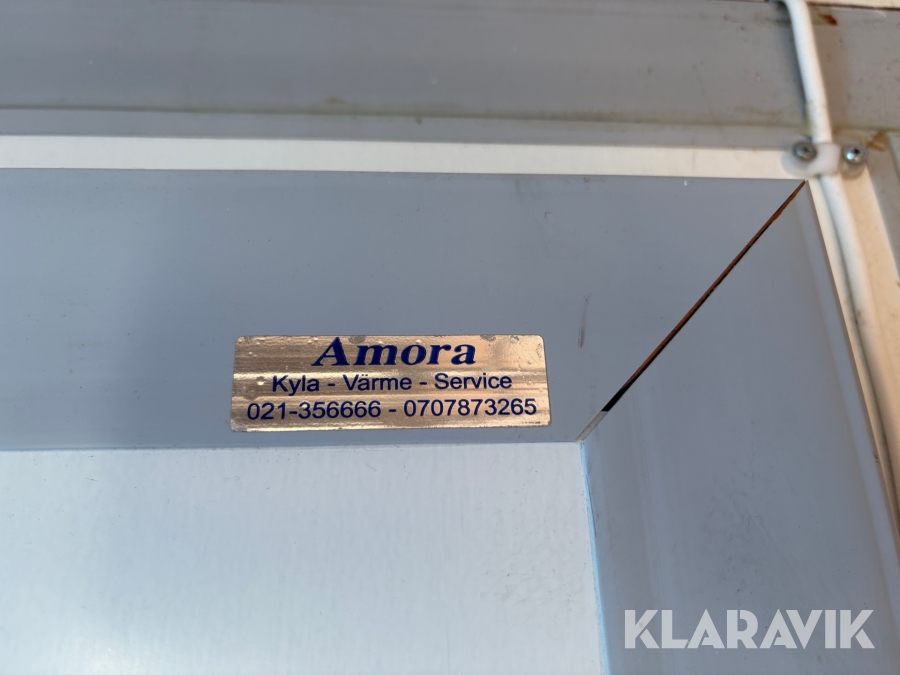 Amora
Kyla - Värme - Service
021-356666 - 0707873265
KLARAVIK